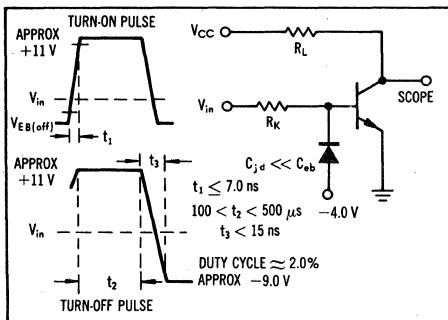 TURN-ON PULSE
APPROX
+11 V
V_in
V_EB(off)
t_1
V_CC
R_L
SCOPE
V_in
R_K
C_jd << C_eb
−4.0 V
t_3
APPROX
+11 V
V_in
t_1 ≤ 7.0 ns
100 < t_2 < 500 μs
t_3 < 15 ns
DUTY CYCLE ≈ 2.0%
APPROX −9.0 V
t_2
TURN-OFF PULSE